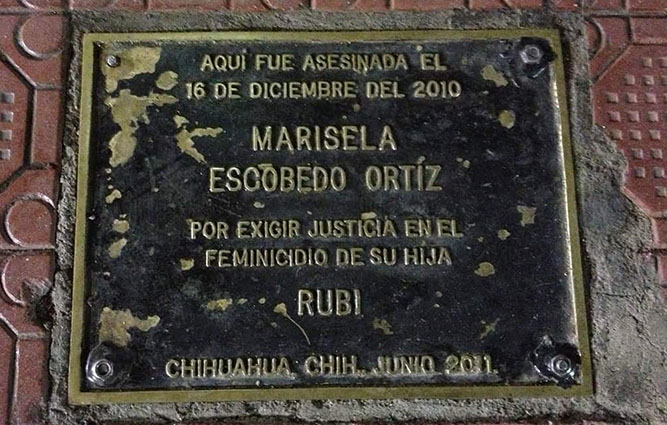 AQUI FUE ASESINADA EL
16 DE DICIEMBRE DEL 2010
MARISELA
ESCOBEDO ORTÍZ
POR EXIGIR JUSTICIA EN EL
FEMINICIDIO DE SU HIJA
RUBI
CHIHUAHUA, CHIH., JUNIO 2011.